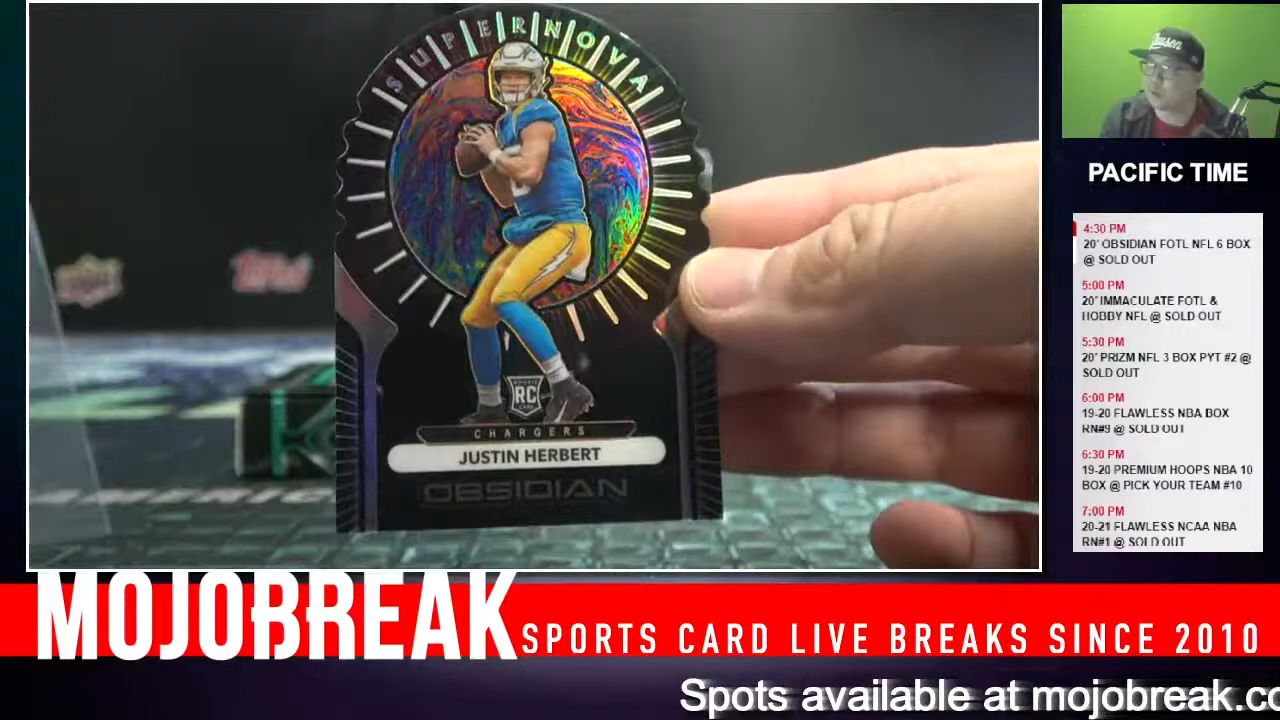 SUPERNOVA
ROOKIE
RC
CARD
CHARGERS
JUSTIN HERBERT
OBSIDIAN
Topps
PACIFIC TIME
4:30 PM
20' OBSIDIAN FOTL NFL 6 BOX
@ SOLD OUT
5:00 PM
20' IMMACULATE FOTL &
HOBBY NFL @ SOLD OUT
5:30 PM
20' PRIZM NFL 3 BOX PYT #2 @
SOLD OUT
6:00 PM
19-20 FLAWLESS NBA BOX
RN#9 @ SOLD OUT
6:30 PM
19-20 PREMIUM HOOPS NBA 10
BOX @ PICK YOUR TEAM #10
7:00 PM
20-21 FLAWLESS NCAA NBA
RN#1 @ SOLD OUT
MOJOBREAK
SPORTS CARD LIVE BREAKS SINCE 2010
Spots available at mojobreak.co